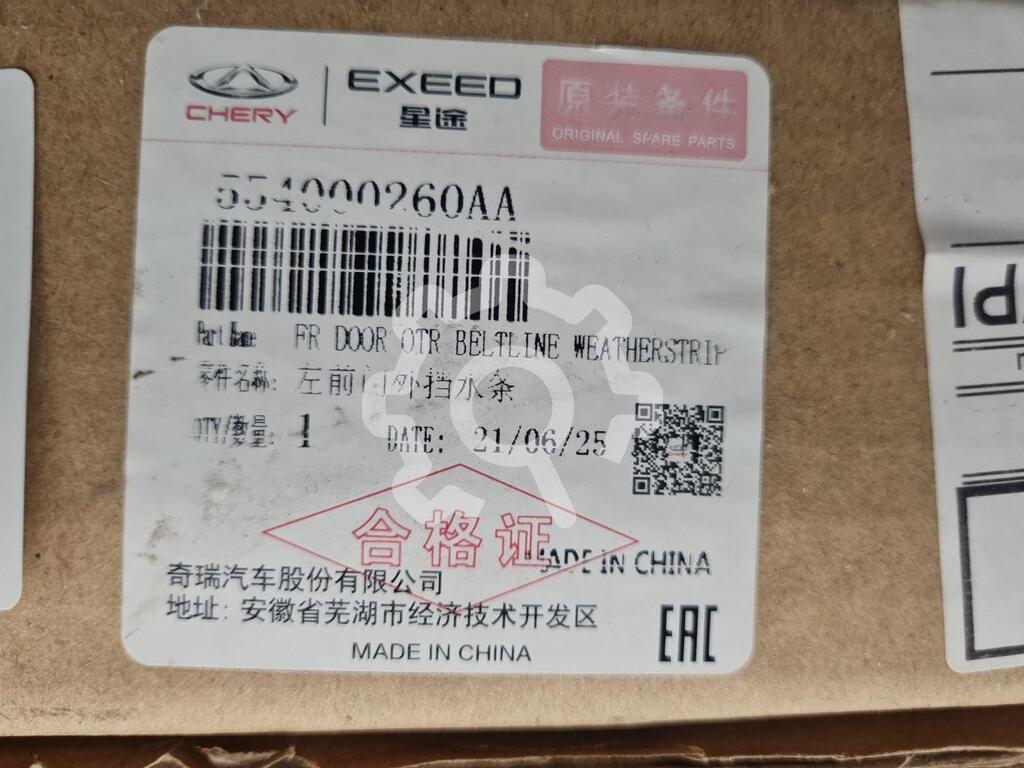 CHERY
EXEED
星途
原装备件
ORIGINAL SPARE PARTS
554000260AA
Part Name FR DOOR OTR BELTLINE WEATHERSTRIP
零件名称: 左前门外挡水条
QTY/数量: 1 DATE: 21/06/25
合格证
MADE IN CHINA
奇瑞汽车股份有限公司
地址: 安徽省芜湖市经济技术开发区
MADE IN CHINA
EAC